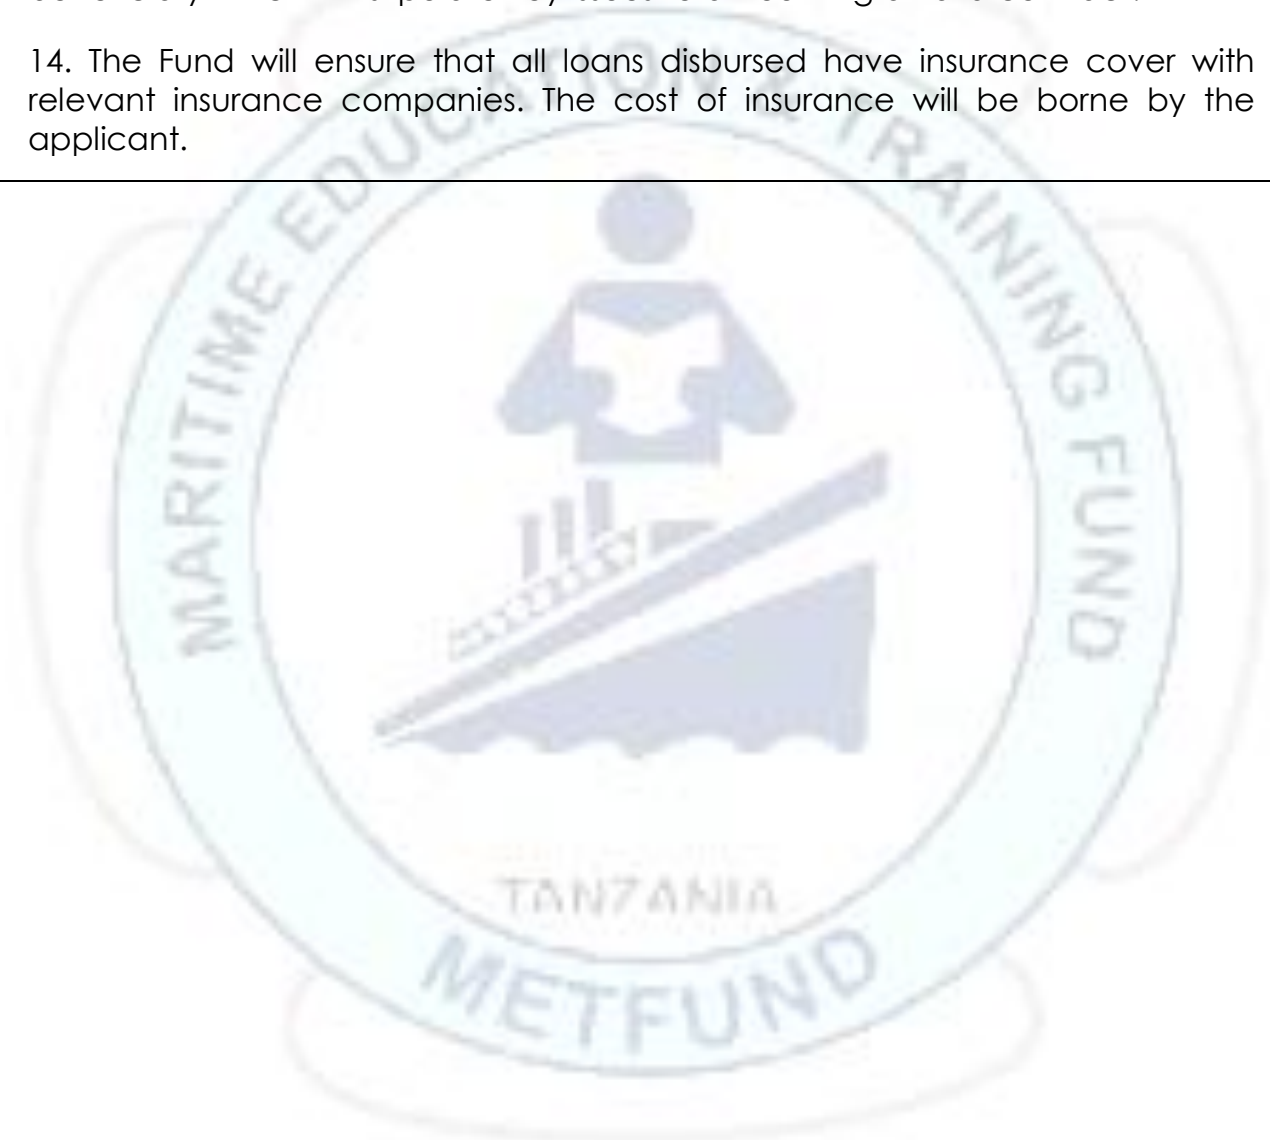 14. The Fund will ensure that all loans disbursed have insurance cover with
relevant insurance companies. The cost of insurance will be borne by the
applicant.
MARITIME EDUCATION & TRAINING FUND
TANZANIA
METFUND